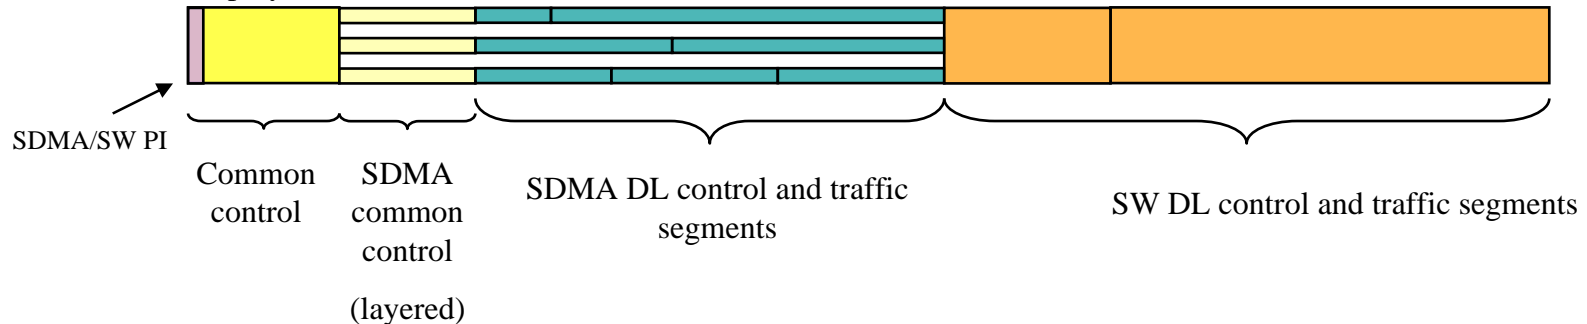 SDMA/SW PI
Common
control
SDMA
common
control
(layered)
SDMA DL control and traffic
segments
SW DL control and traffic segments